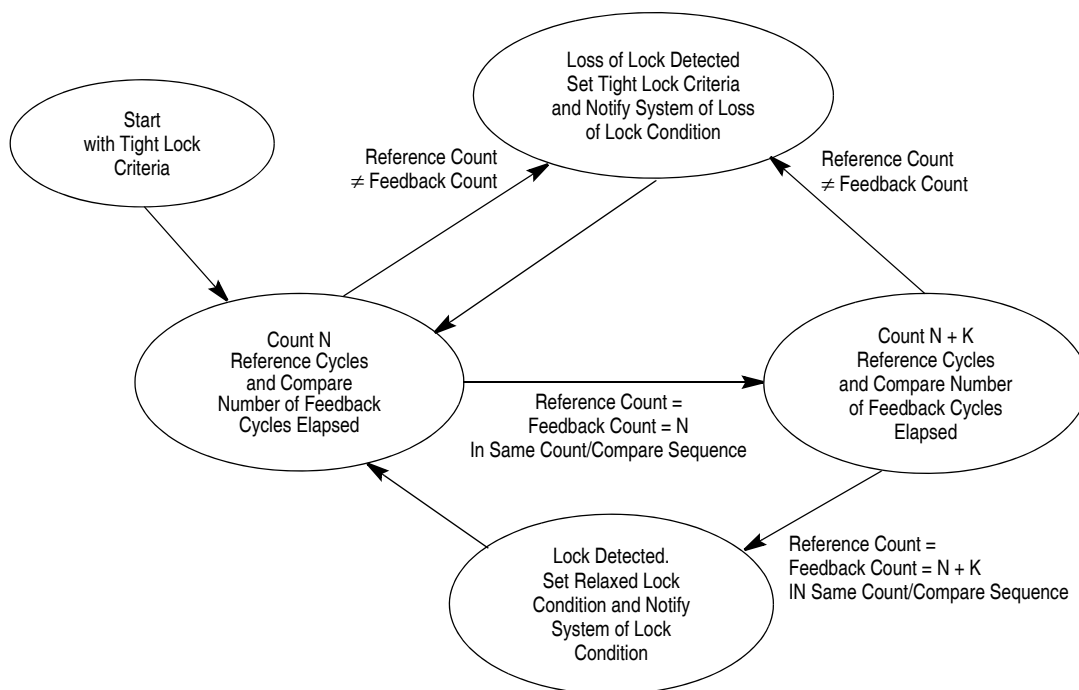 Start
with Tight Lock
Criteria
Loss of Lock Detected
Set Tight Lock Criteria
and Notify System of Loss
of Lock Condition
Reference Count
≠ Feedback Count
Reference Count
≠ Feedback Count
Count N
Reference Cycles
and Compare
Number of Feedback
Cycles Elapsed
Reference Count =
Feedback Count = N
In Same Count/Compare Sequence
Count N + K
Reference Cycles
and Compare Number
of Feedback Cycles
Elapsed
Reference Count =
Feedback Count = N + K
IN Same Count/Compare Sequence
Lock Detected.
Set Relaxed Lock
Condition and Notify
System of Lock
Condition